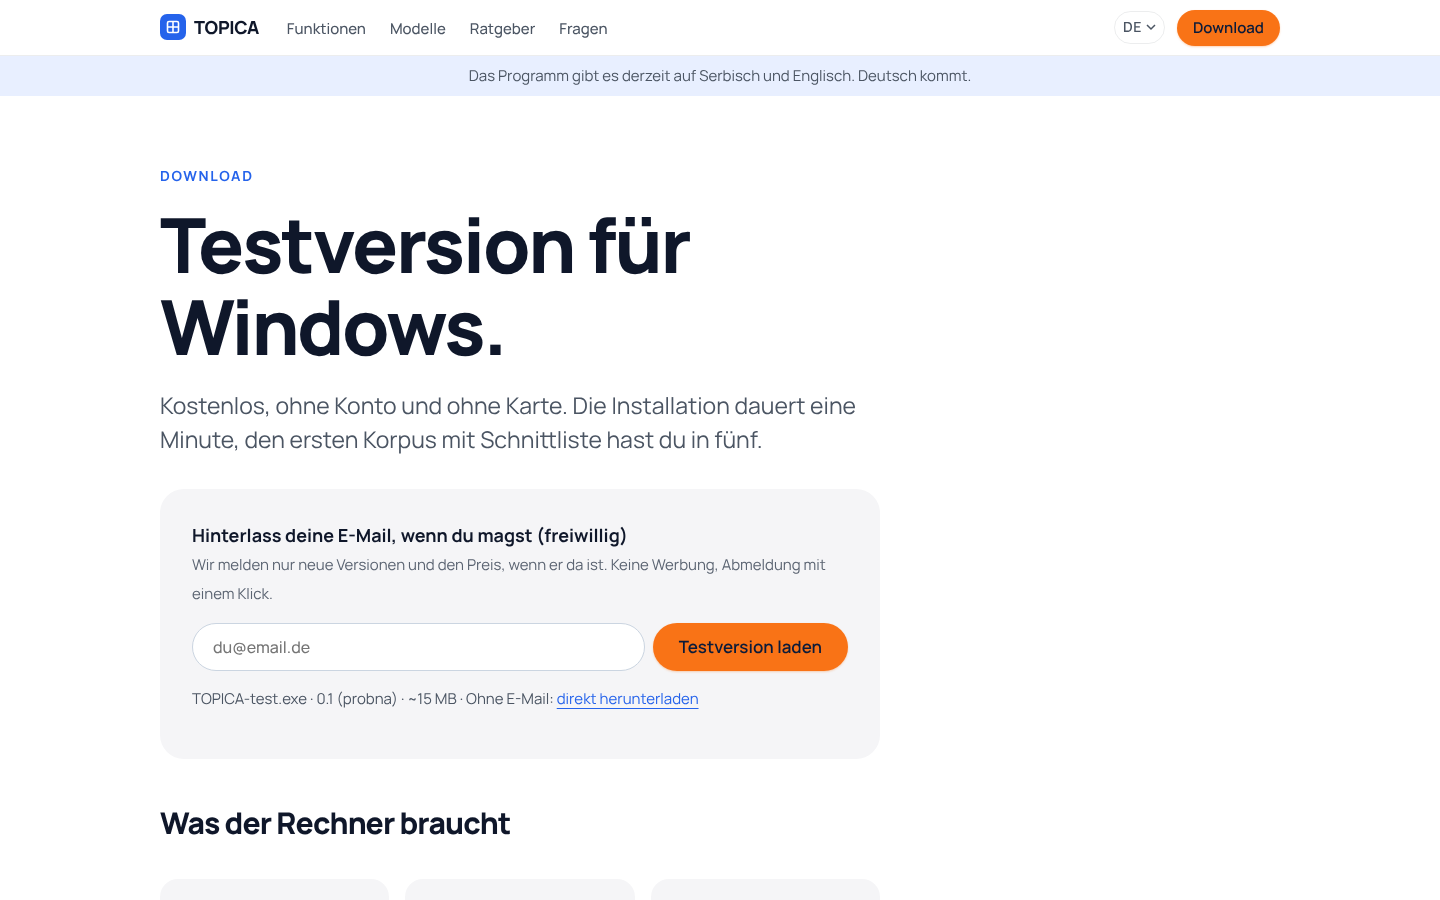 TOPICA
Funktionen
Modelle
Ratgeber
Fragen
DE
Download
Das Programm gibt es derzeit auf Serbisch und Englisch. Deutsch kommt.
DOWNLOAD
Testversion für
Windows.
Kostenlos, ohne Konto und ohne Karte. Die Installation dauert eine
Minute, den ersten Korpus mit Schnittliste hast du in fünf.
Hinterlass deine E-Mail, wenn du magst (freiwillig)
Wir melden nur neue Versionen und den Preis, wenn er da ist. Keine Werbung, Abmeldung mit
einem Klick.
du@email.de
Testversion laden
TOPICA-test.exe · 0.1 (probna) · ~15 MB · Ohne E-Mail: direkt herunterladen
Was der Rechner braucht